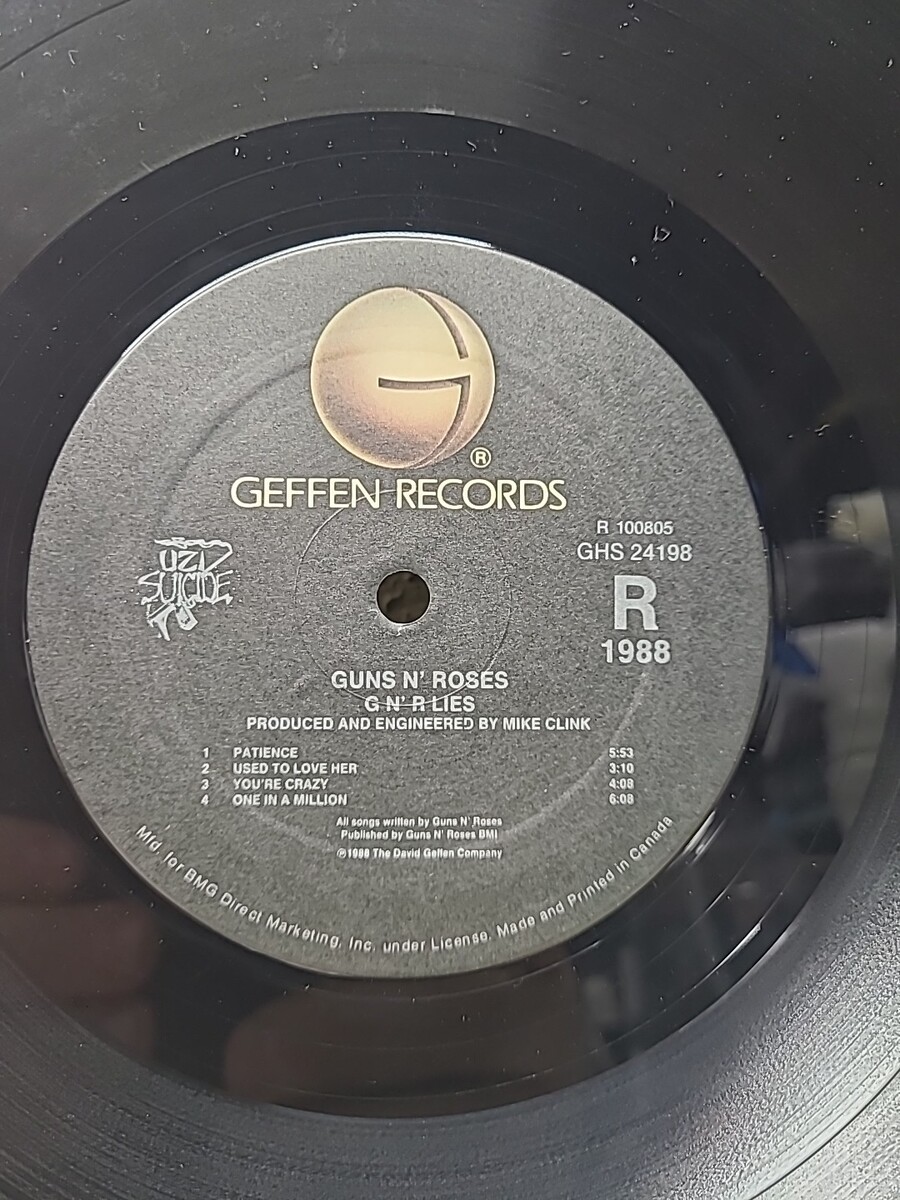 ®
GEFFEN RECORDS
R 100805
GHS 24198
UZI
SUICIDE
R
1988
GUNS N' ROSES
G N' R LIES
PRODUCED AND ENGINEERED BY MIKE CLINK
1 PATIENCE 5:53
2 USED TO LOVE HER 3:10
3 YOU'RE CRAZY 4:08
4 ONE IN A MILLION 6:08
All songs written by Guns N' Roses
Published by Guns N' Roses BMI
℗1988 The David Geffen Company
Mfd. for BMG Direct Marketing, Inc. under License. Made and Printed in Canada